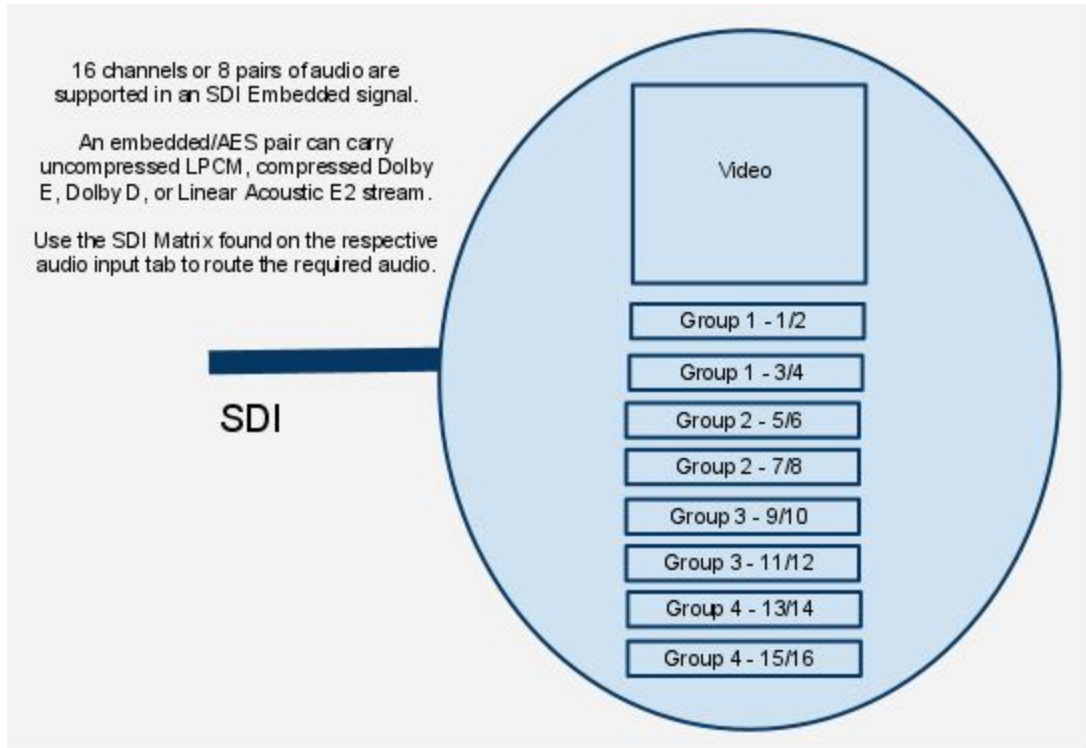 16 channels or 8 pairs of audio are
supported in an SDI Embedded signal.
An embedded/AES pair can carry
uncompressed LPCM, compressed Dolby
E, Dolby D, or Linear Acoustic E2 stream.
Use the SDI Matrix found on the respective
audio input tab to route the required audio.
SDI
Video
Group 1 - 1/2
Group 1 - 3/4
Group 2 - 5/6
Group 2 - 7/8
Group 3 - 9/10
Group 3 - 11/12
Group 4 - 13/14
Group 4 - 15/16